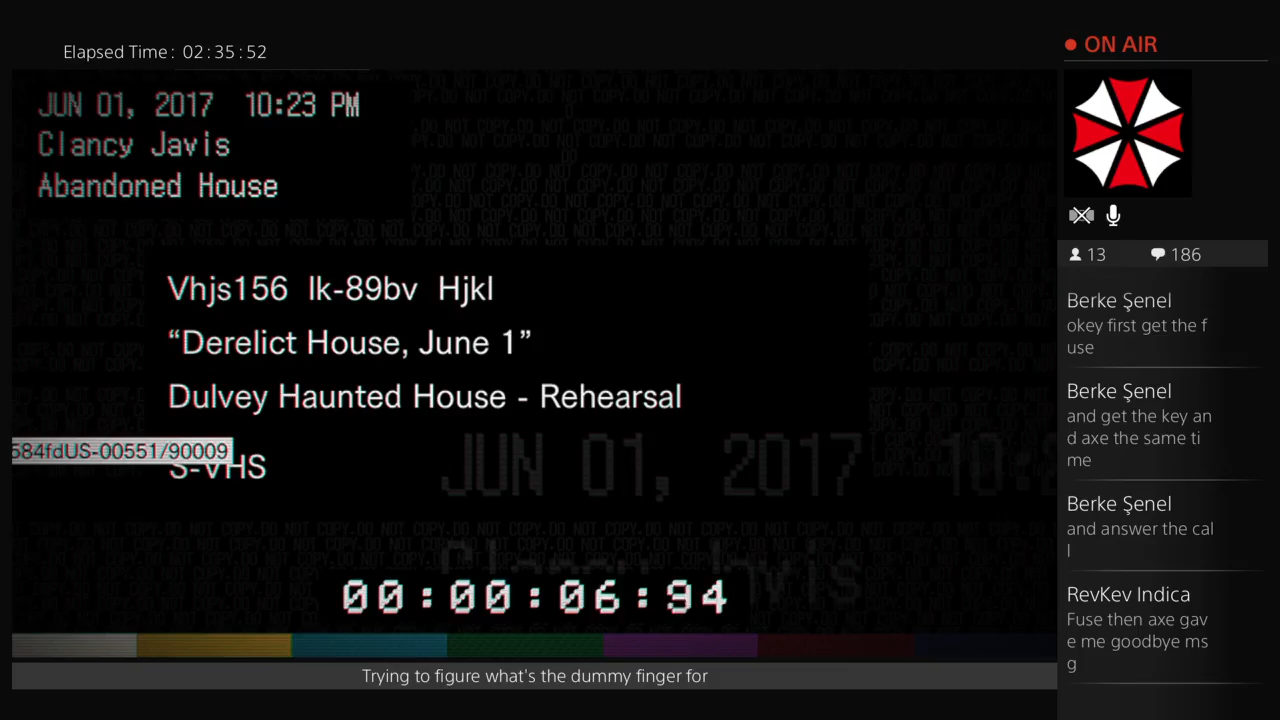 Elapsed Time: 02:35:52
ON AIR
JUN 01, 2017 10:23 PM
Clancy Javis
Abandoned House
Vhjs156 lk-89bv Hjkl
“Derelict House, June 1”
Dulvey Haunted House - Rehearsal
584fdUS-00551/90009
S-VHS
JUN 01, 2017
00:00:06:94
Trying to figure what's the dummy finger for
13 186
Berke Şenel
okey first get the f
use
Berke Şenel
and get the key an
d axe the same ti
me
Berke Şenel
and answer the cal
l
RevKev Indica
Fuse then axe gav
e me goodbye ms
g